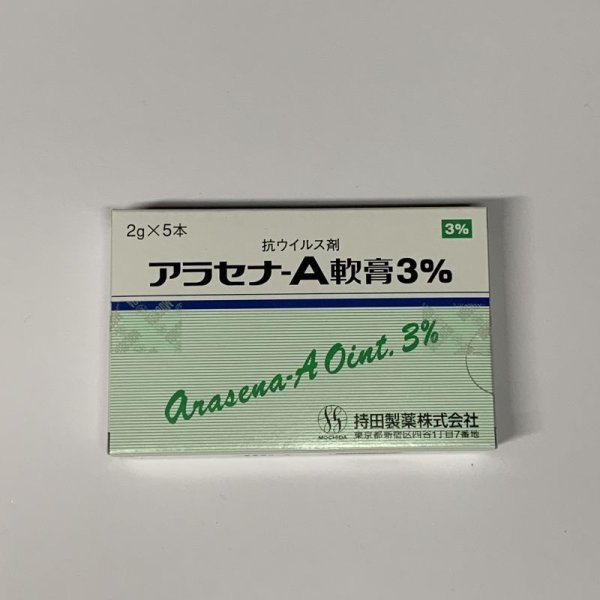 2g×5本
3%
抗ウイルス剤
アラセナ-A軟膏3%
Arasena-A Oint. 3%
MOCHIDA
持田製薬株式会社
東京都新宿区四谷1丁目7番地